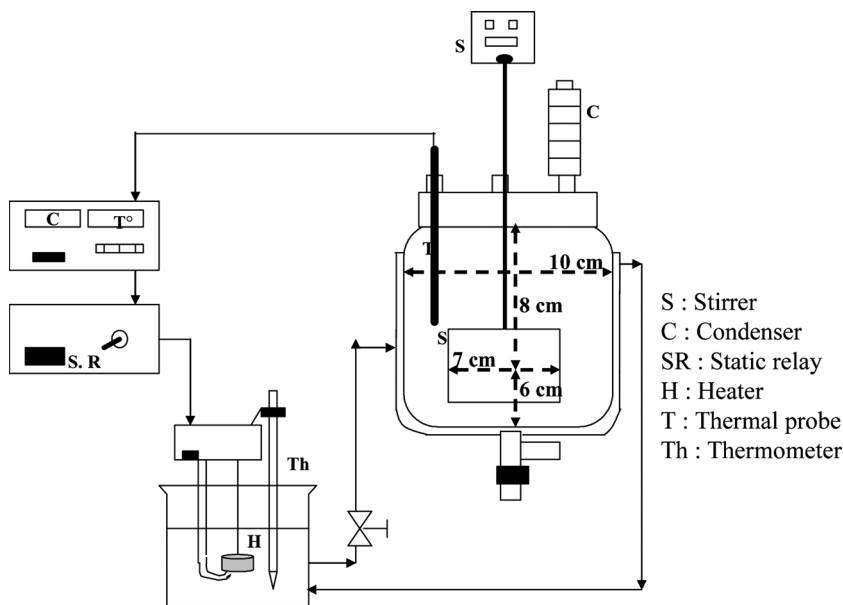 S
C
C
T°
T
10 cm
8 cm
S
S. R
7 cm
6 cm
Th
H
S : Stirrer
C : Condenser
SR : Static relay
H : Heater
T : Thermal probe
Th : Thermometer